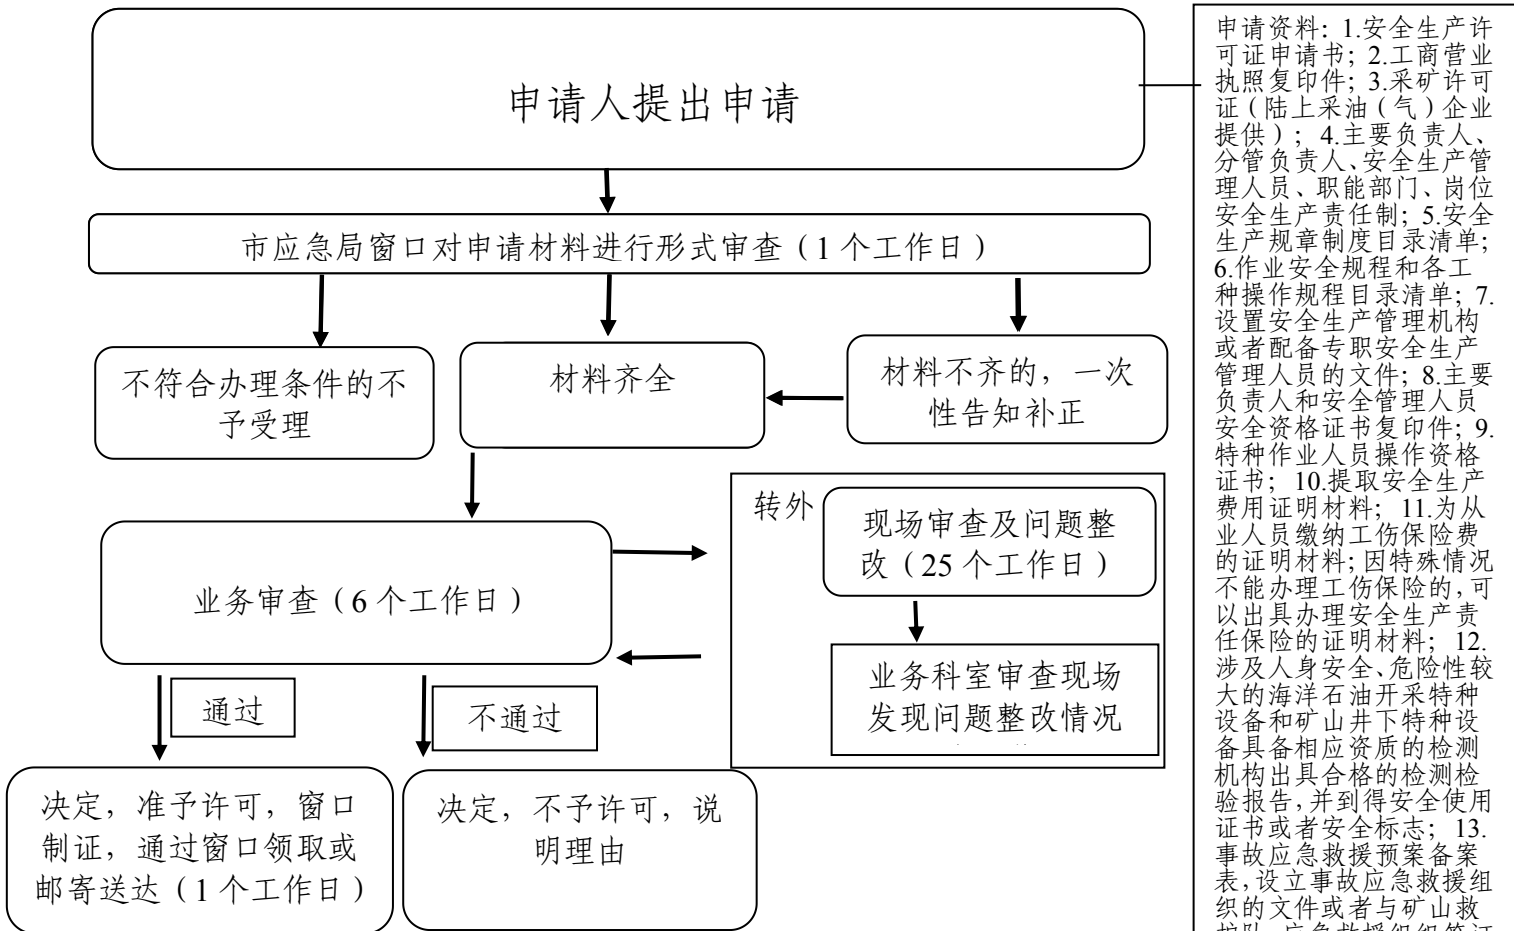 申请人提出申请
市应急局窗口对申请材料进行形式审查（1 个工作日）
不符合办理条件的不
予受理
材料齐全
材料不齐的，一次
性告知补正
业务审查（6 个工作日）
转外
现场审查及问题整
改（25 个工作日）
业务科室审查现场
发现问题整改情况
通过
不通过
决定，准予许可，窗口
制证，通过窗口领取或
邮寄送达（1 个工作日）
决定，不予许可，说
明理由
申请资料：1.安全生产许
可证申请书；2.工商营业
执照复印件；3.采矿许可
证（陆上采油（气）企业
提供）；4.主要负责人、
分管负责人、安全生产管
理人员、职能部门、岗位
安全生产责任制；5.安全
生产规章制度目录清单；
6.作业安全规程和各工
种操作规程目录清单；7.
设置安全生产管理机构
或者配备专职安全生产
管理人员的文件；8.主要
负责人和安全管理人员
安全资格证书复印件；9.
特种作业人员操作资格
证书；10.提取安全生产
费用证明材料；11.为从
业人员缴纳工伤保险费
的证明材料；因特殊情况
不能办理工伤保险的，可
以出具办理安全生产责
任保险的证明材料；12.
涉及人身安全、危险性较
大的海洋石油开采特种
设备和矿山井下特种设
备具备相应资质的检测
机构出具合格的检测检
验报告，并到得安全使用
证书或者安全标志；13.
事故应急救援预案备案
表，设立事故应急救援组
织的文件或者与矿山救